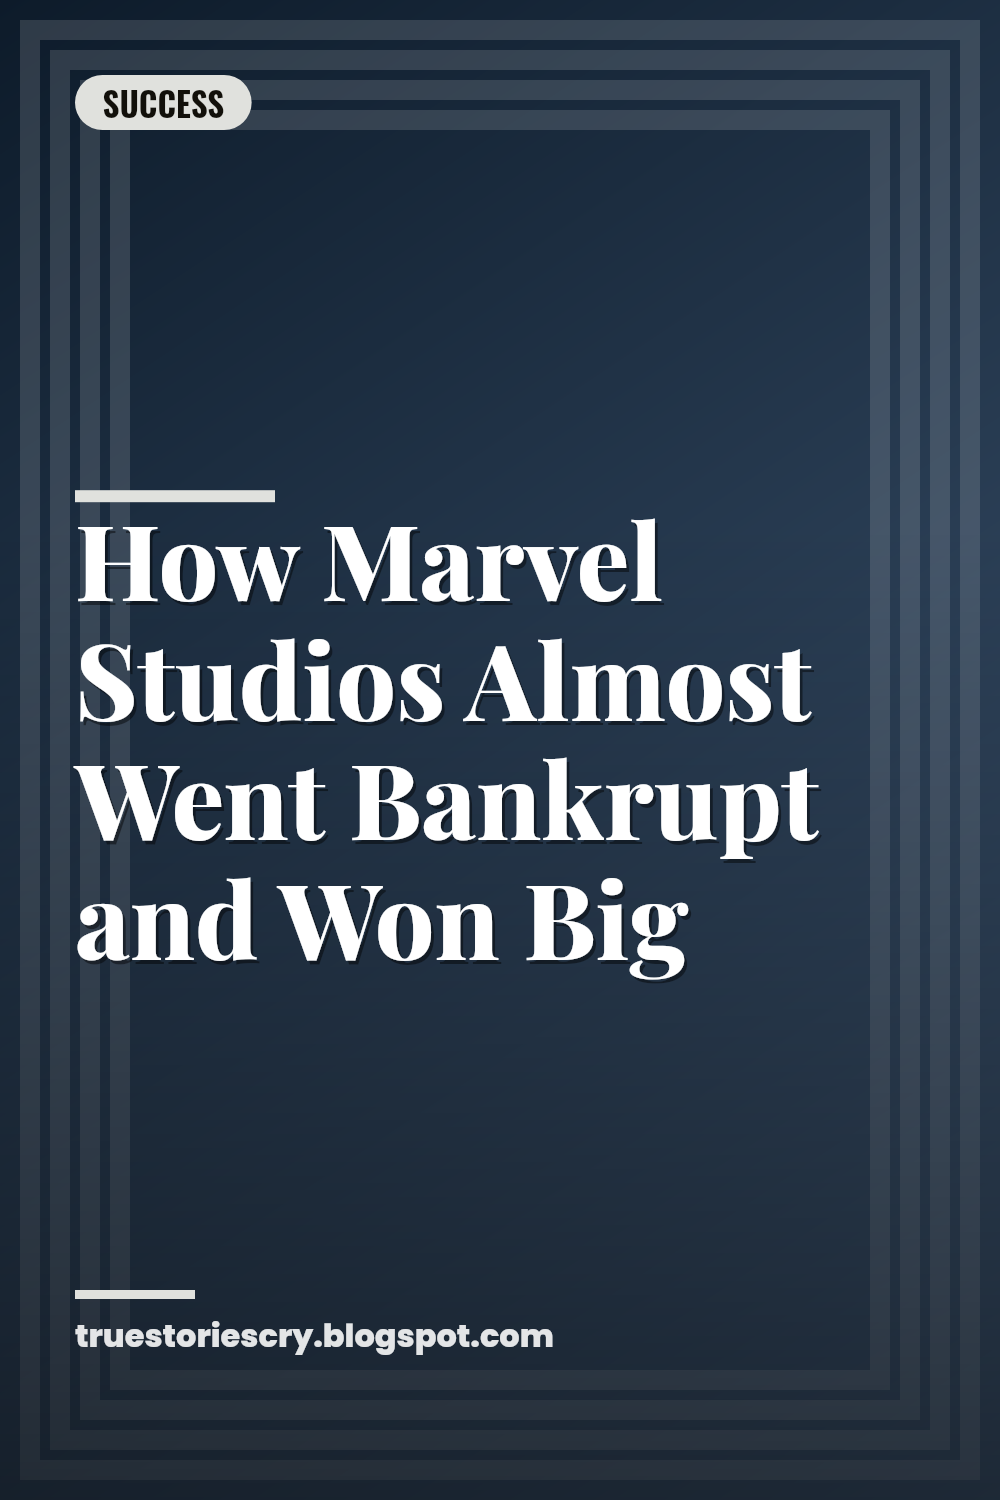 SUCCESS
How Marvel
Studios Almost
Went Bankrupt
and Won Big
truestoriescry.blogspot.com